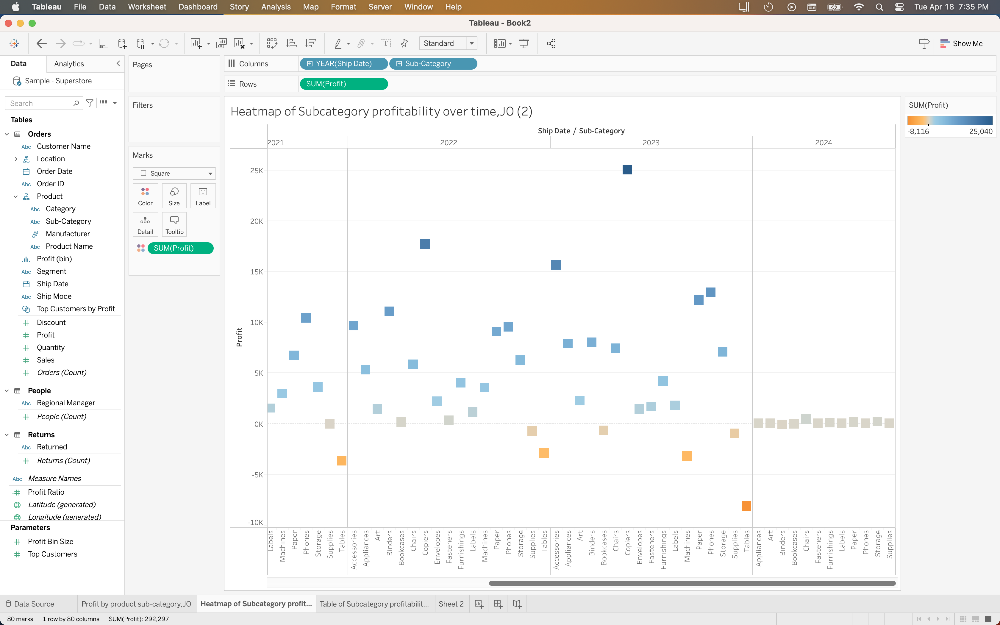 Tableau File Data Worksheet Dashboard Story Analysis Map Format Server Window Help Tue Apr 18 7:35 PM
Tableau - Book2
Standard Show Me
Data Analytics
Sample - Superstore
Search
Tables
Orders
Abc Customer Name
Location
Order Date
Abc Order ID
Product
Abc Category
Abc Sub-Category
Manufacturer
Abc Product Name
Profit (bin)
Abc Segment
Ship Date
Abc Ship Mode
Top Customers by Profit
# Discount
# Profit
# Quantity
# Sales
# Orders (Count)
People
Abc Regional Manager
# People (Count)
Returns
Abc Returned
# Returns (Count)
Abc Measure Names
=# Profit Ratio
Latitude (generated)
Longitude (generated)
Parameters
# Profit Bin Size
# Top Customers
Pages
Filters
Marks
Square
Color Size Label
Detail Tooltip
SUM(Profit)
Columns YEAR(Ship Date) Sub-Category
Rows SUM(Profit)
Heatmap of Subcategory profitability over time,JO (2)
Ship Date / Sub-Category
2021 2022 2023 2024
25K
20K
15K
10K
5K
0K
-5K
-10K
Profit
Labels
Machines
Paper
Phones
Storage
Supplies
Tables
Accessories
Appliances
Art
Binders
Bookcases
Chairs
Copiers
Envelopes
Fasteners
Furnishings
Labels
Machines
Paper
Phones
Storage
Supplies
Tables
Accessories
Appliances
Art
Binders
Bookcases
Chairs
Copiers
Envelopes
Fasteners
Furnishings
Labels
Machines
Paper
Phones
Storage
Supplies
Tables
Appliances
Art
Binders
Bookcases
Chairs
Fasteners
Furnishings
Labels
Paper
Phones
Storage
Supplies
SUM(Profit)
-8,116 25,040
Data Source Profit by product sub-category,JO Heatmap of Subcategory profit... Table of Subcategory profitabilit... Sheet 2
80 marks 1 row by 80 columns SUM(Profit): 292,297